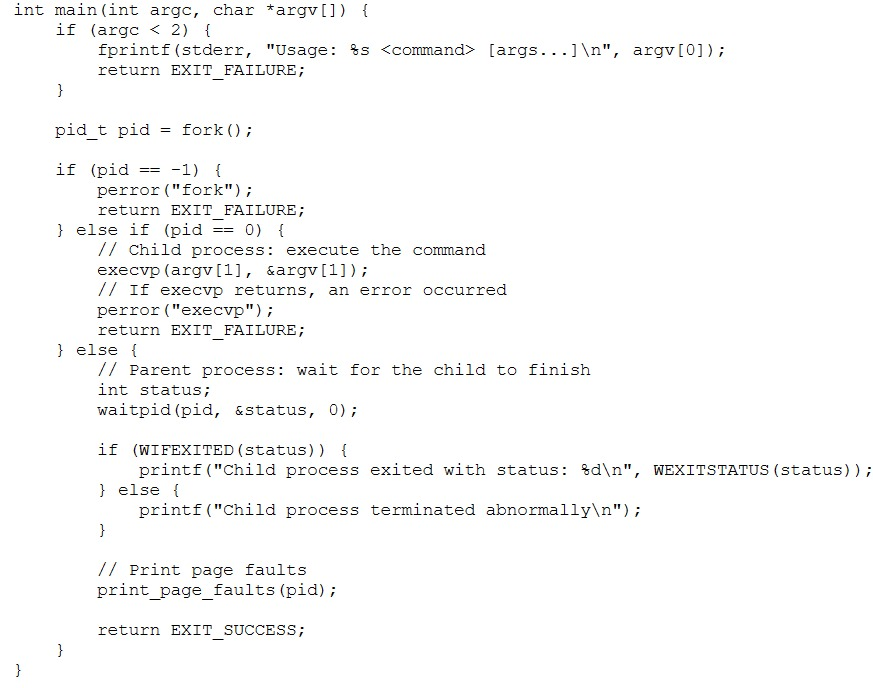 int main(int argc, char *argv[]) {
    if (argc < 2) {
        fprintf(stderr, "Usage: %s <command> [args...]\n", argv[0]);
        return EXIT_FAILURE;
    }

    pid_t pid = fork();

    if (pid == -1) {
        perror("fork");
        return EXIT_FAILURE;
    } else if (pid == 0) {
        // Child process: execute the command
        execvp(argv[1], &argv[1]);
        // If execvp returns, an error occurred
        perror("execvp");
        return EXIT_FAILURE;
    } else {
        // Parent process: wait for the child to finish
        int status;
        waitpid(pid, &status, 0);

        if (WIFEXITED(status)) {
            printf("Child process exited with status: %d\n", WEXITSTATUS(status));
        } else {
            printf("Child process terminated abnormally\n");
        }

        // Print page faults
        print_page_faults(pid);

        return EXIT_SUCCESS;
    }
}